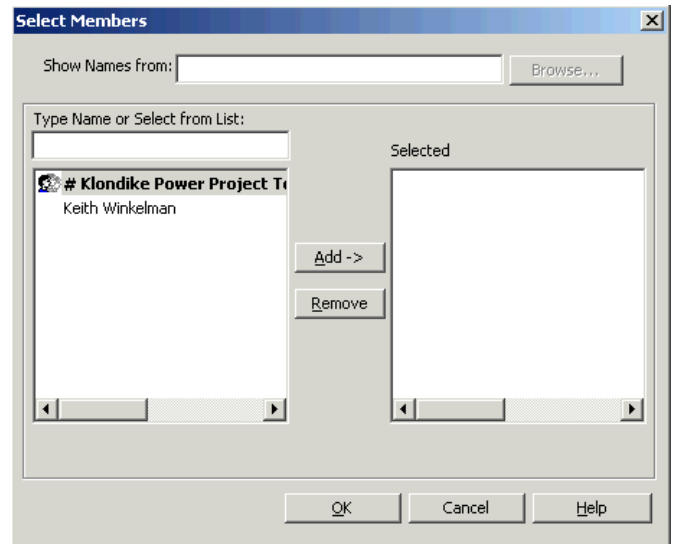 Select Members
Show Names from:
Browse...
Type Name or Select from List:
Selected
# Klondike Power Project
Keith Winkelman
Add ->
Remove
OK
Cancel
Help